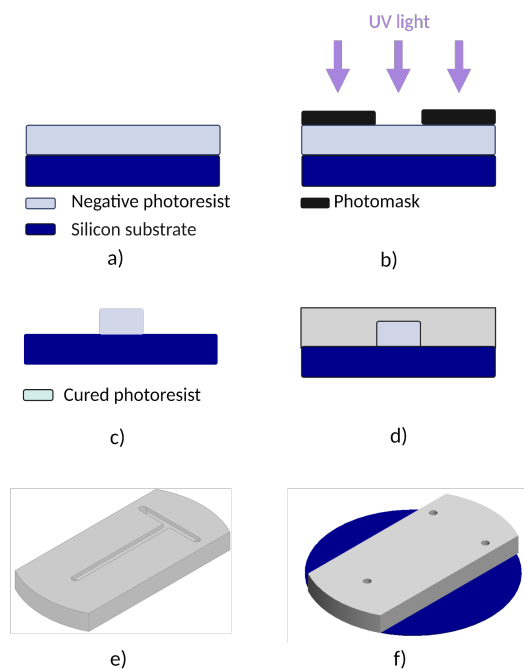 UV light
Negative photoresist
Silicon substrate
a)
Photomask
b)
Cured photoresist
c)
d)
e)
f)